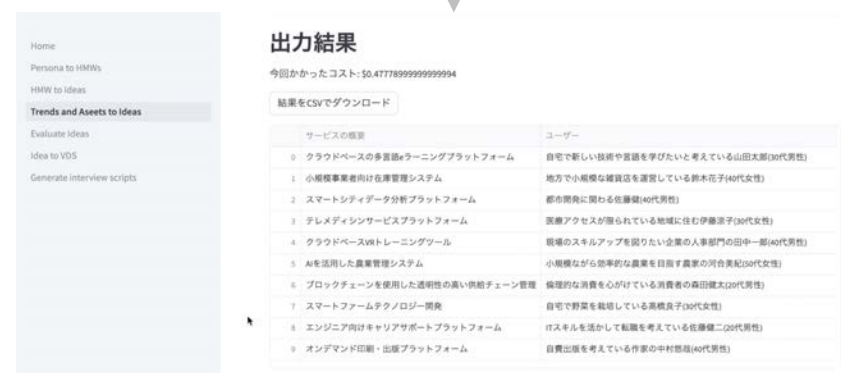 Home
Persona to HMWs
HMW to ideas
Trends and Aseets to Ideas
Evaluate ideas
Idea to VDS
Generate interview scripts
出力結果
今回かかったコスト: $0.47778999999999994
結果をCSVでダウンロード
サービスの概要 ユーザー
0 クラウドベースの多言語eラーニングプラットフォーム 自宅で新しい技術や言語を学びたいと考えている山田太郎(30代男性)
1 小規模事業者向け在庫管理システム 地方で小規模な雑貨店を運営している鈴木花子(40代女性)
2 スマートシティデータ分析プラットフォーム 都市開発に関わる佐藤健(40代男性)
3 テレメディシンサービスプラットフォーム 医療アクセスが限られている地域に住む伊藤涼子(30代女性)
4 クラウドベースVRトレーニングツール 現場のスキルアップを図りたい企業の人事部門の田中一郎(40代男性)
5 AIを活用した農業管理システム 小規模ながら効率的な農業を目指す農家の河合美紀(50代女性)
6 ブロックチェーンを使用した透明性の高い供給チェーン管理 倫理的な消費を心がけている消費者の森田健太(20代男性)
7 スマートファームテクノロジー開発 自宅で野菜を栽培している高橋良子(30代女性)
8 エンジニア向けキャリアサポートプラットフォーム ITスキルを活かして転職を考えている佐藤健二(20代男性)
9 オンデマンド印刷・出版プラットフォーム 自費出版を考えている作家の中村悠哉(40代男性)